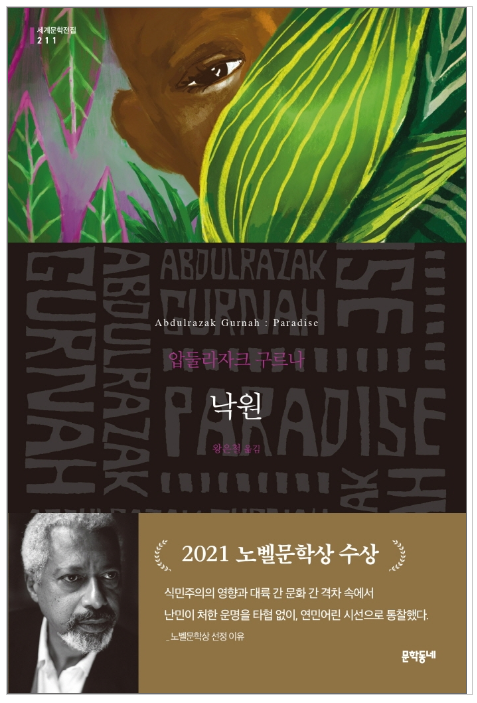 세계문학전집
211
ABDULRAZAK
GURNAH
ABDULRAZAK
GURNAH
PARADISE
Abdulrazak Gurnah : Paradise
압둘라자크 구르나
낙원
왕은철 옮김
2021 노벨문학상 수상
식민주의의 영향과 대륙 간 문화 간 격차 속에서
난민이 처한 운명을 타협 없이, 연민어린 시선으로 통찰했다.
_노벨문학상 선정 이유
문학동네